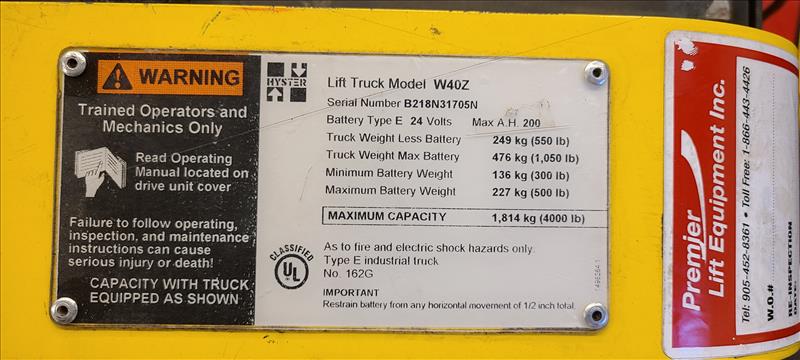 WARNING
Trained Operators and
Mechanics Only
Read Operating
Manual located on
drive unit cover
Failure to follow operating,
inspection, and maintenance
instructions can cause
serious injury or death!
CAPACITY WITH TRUCK
EQUIPPED AS SHOWN
HYSTER
Lift Truck Model W40Z
Serial Number B218N31705N
Battery Type E 24 Volts Max A.H. 200
Truck Weight Less Battery 249 kg (550 lb)
Truck Weight Max Battery 476 kg (1,050 lb)
Minimum Battery Weight 136 kg (300 lb)
Maximum Battery Weight 227 kg (500 lb)
MAXIMUM CAPACITY 1,814 kg (4000 lb)
CLASSIFIED
UL
As to fire and electric shock hazards only.
Type E industrial truck
No. 162G
IMPORTANT
Restrain battery from any horizontal movement of 1/2 inch total.
Premier
Lift Equipment Inc.
Tel: 905-452-8361 • Toll Free: 1-866-443-4426
W.O.#
RE-INSPECTION